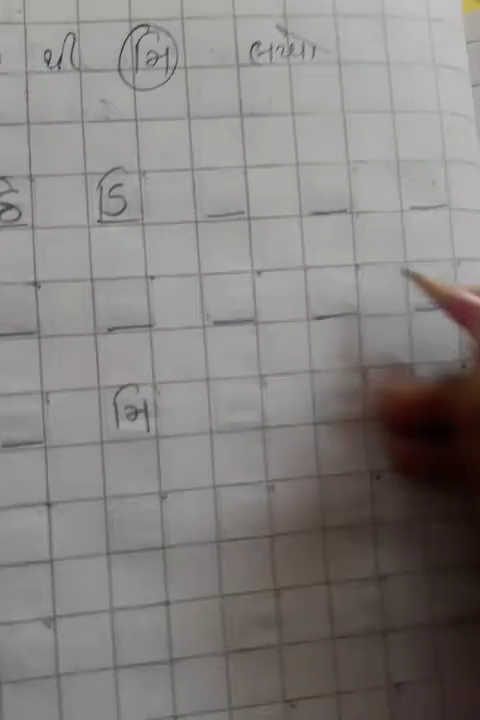 થી મિ લખો
ડિ _ _ _
_ _ _ _ _
_ મિ